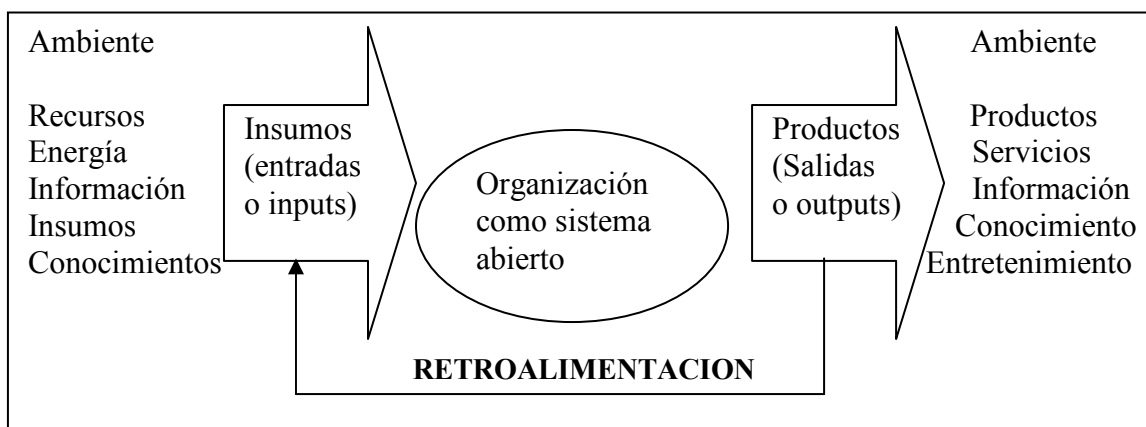 Ambiente
Recursos
Energía
Información
Insumos
Conocimientos
Insumos
(entradas
o inputs)
Organización
como sistema
abierto
Productos
(Salidas
o outputs)
Ambiente
Productos
Servicios
Información
Conocimiento
Entretenimiento
RETROALIMENTACION